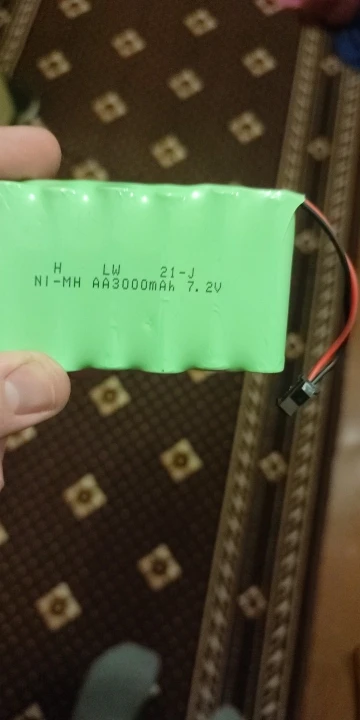 H LW 21-J
NI-MH AA3000mAh 7.2V